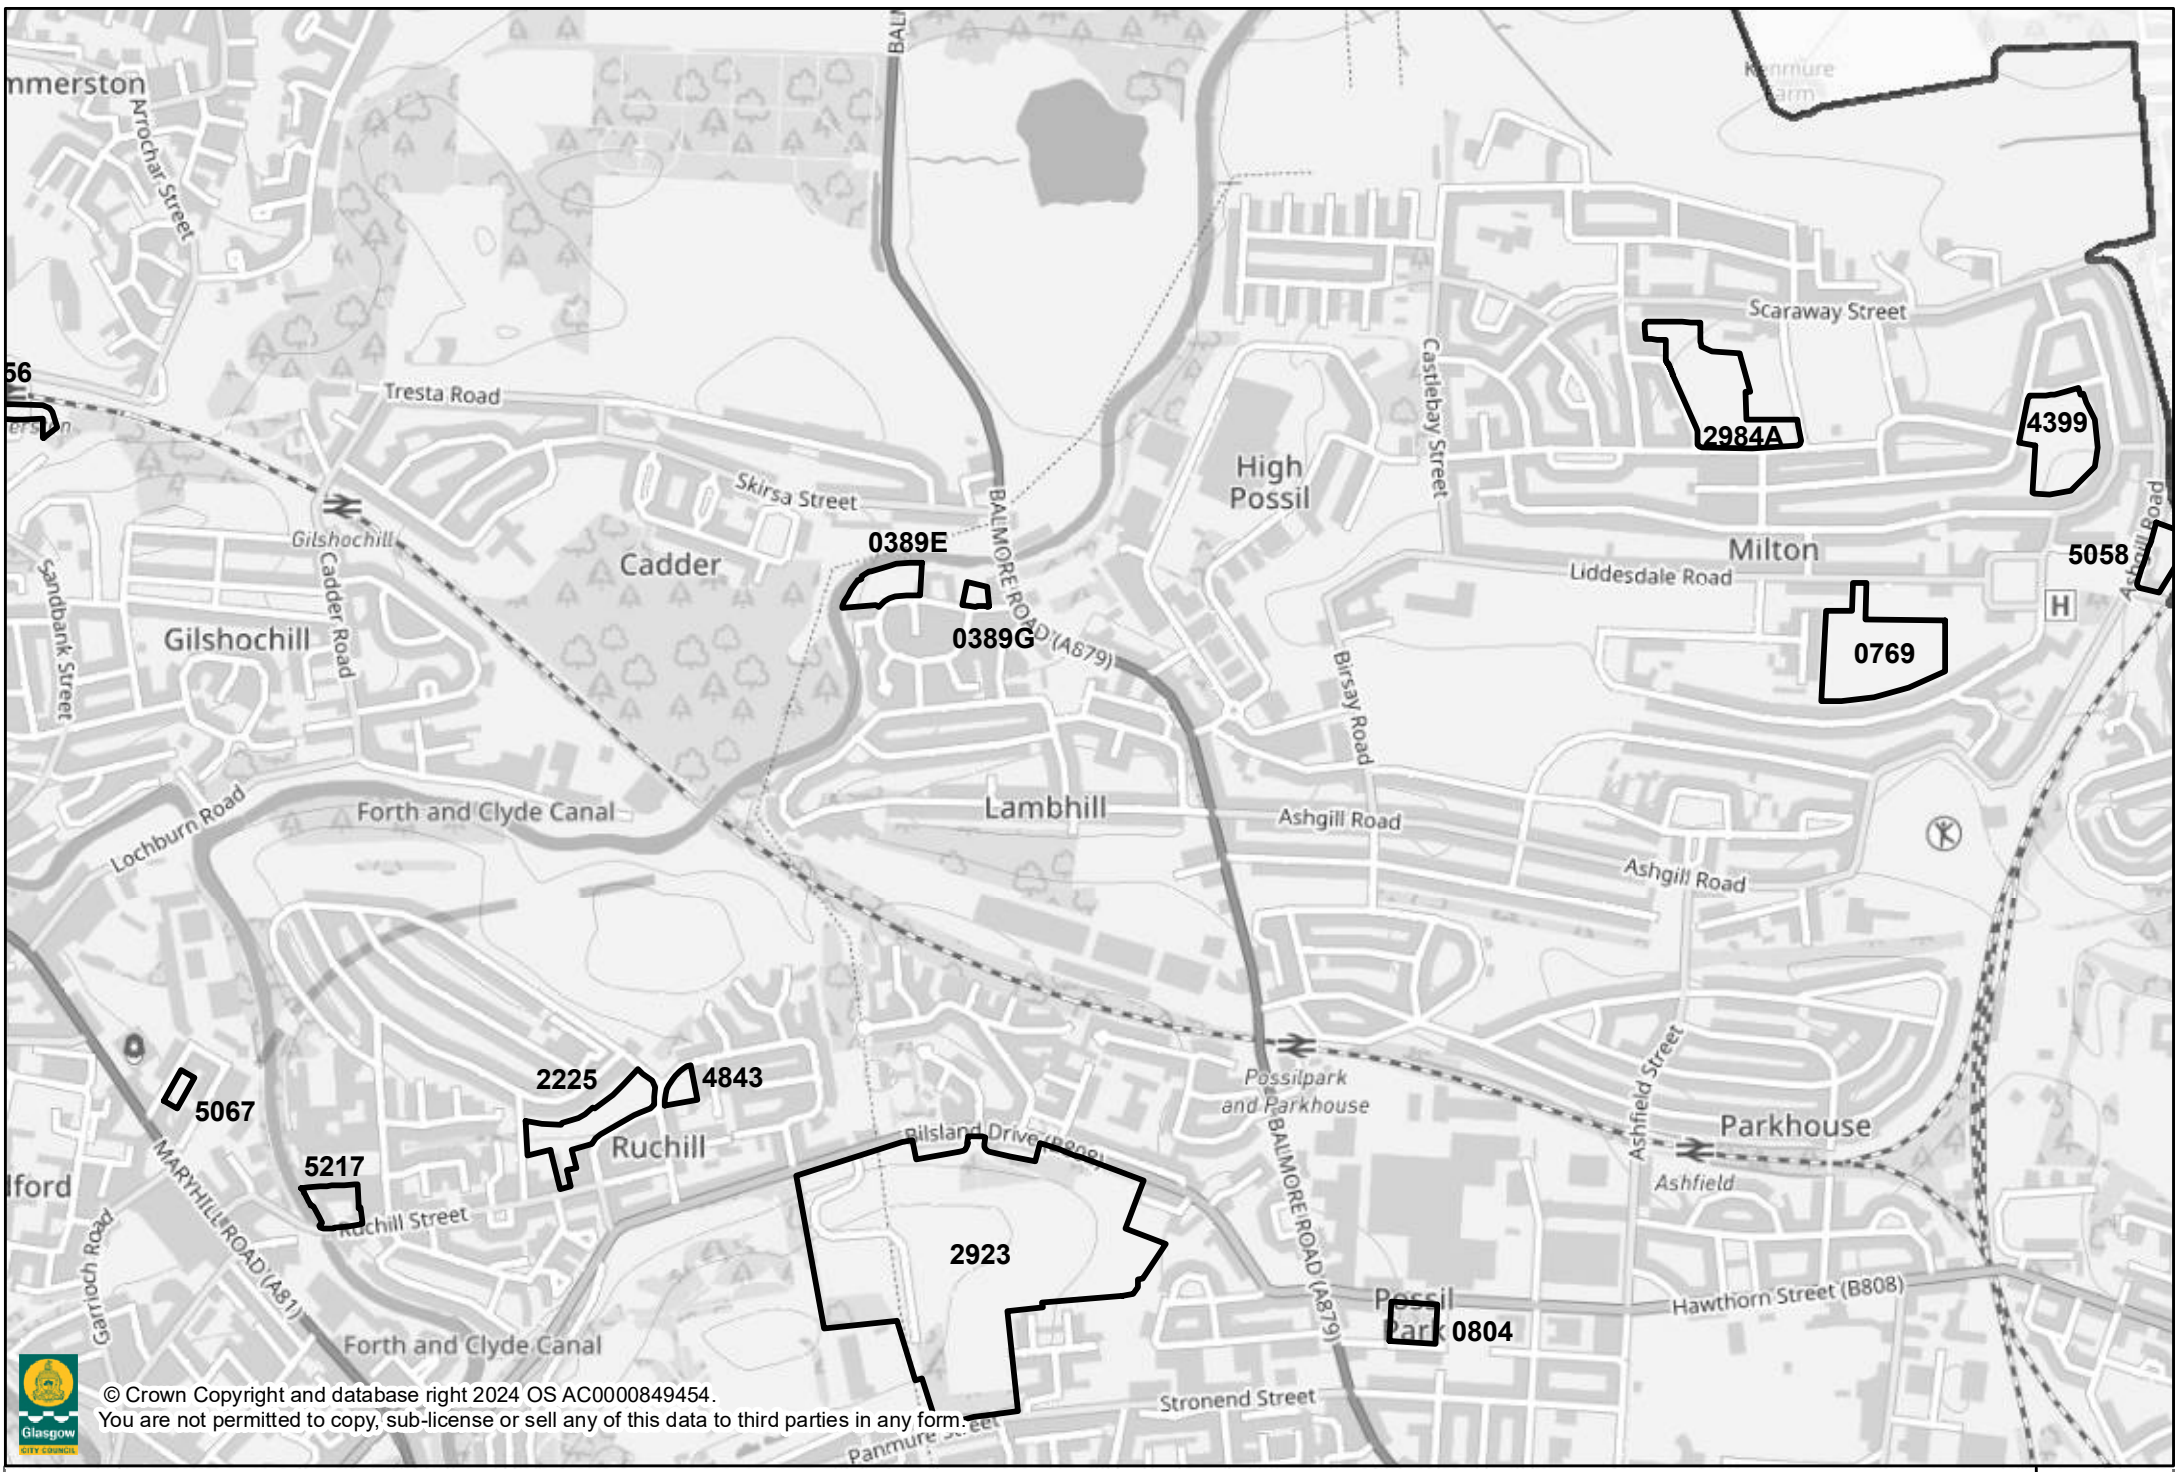 BAL
mmerston
Kenmure
Arrochar Street
Scaraway Street
56
Tresta Road
Castlebay Street
4399
2984A
High
Possil
Skirsa Street
BALMORE ROAD (A879)
Gilshochill
0389E
Cadder
Milton
5058
Liddesdale Road
Sandbank Street
Cadder Road
H
Gilshochill
0389G
0769
Birsay Road
Lochburn Road
Forth and Clyde Canal
Lambhill
Ashgill Road
Ashgill Road
2225
4843
Possilpark
and Parkhouse
5067
Ashfield Street
Parkhouse
Ruchill
Bilsland Drive (B808)
MARYHILL ROAD (A81)
5217
lford
Ashfield
BALMORE ROAD (A879)
Ruchill Street
Garrioch Road
2923
Hawthorn Street (B808)
Possil
Park
0804
Forth and Clyde Canal
© Crown Copyright and database right 2024 OS AC0000849454.
Stronend Street
You are not permitted to copy, sub-license or sell any of this data to third parties in any form.
Panmure Street
Glasgow
CITY COUNCIL